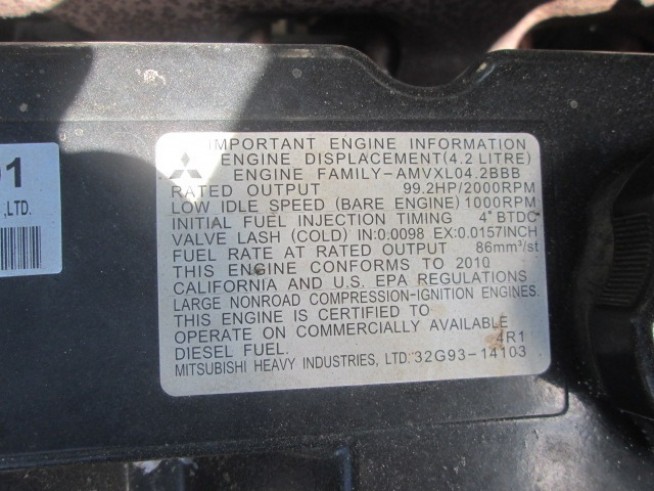 IMPORTANT ENGINE INFORMATION
ENGINE DISPLACEMENT(4.2 LITRE)
ENGINE FAMILY-AMVXL04.2BBB
RATED OUTPUT 99.2HP/2000RPM
LOW IDLE SPEED (BARE ENGINE) 1000RPM
INITIAL FUEL INJECTION TIMING 4° BTDC
VALVE LASH (COLD) IN:0.0098 EX:0.0157INCH
FUEL RATE AT RATED OUTPUT 86mm³/st
THIS ENGINE CONFORMS TO 2010
CALIFORNIA AND U.S. EPA REGULATIONS
LARGE NONROAD COMPRESSION-IGNITION ENGINES.
THIS ENGINE IS CERTIFIED TO
OPERATE ON COMMERCIALLY AVAILABLE
DIESEL FUEL. 4R1
MITSUBISHI HEAVY INDUSTRIES, LTD. 32G93-14103
01
,LTD.